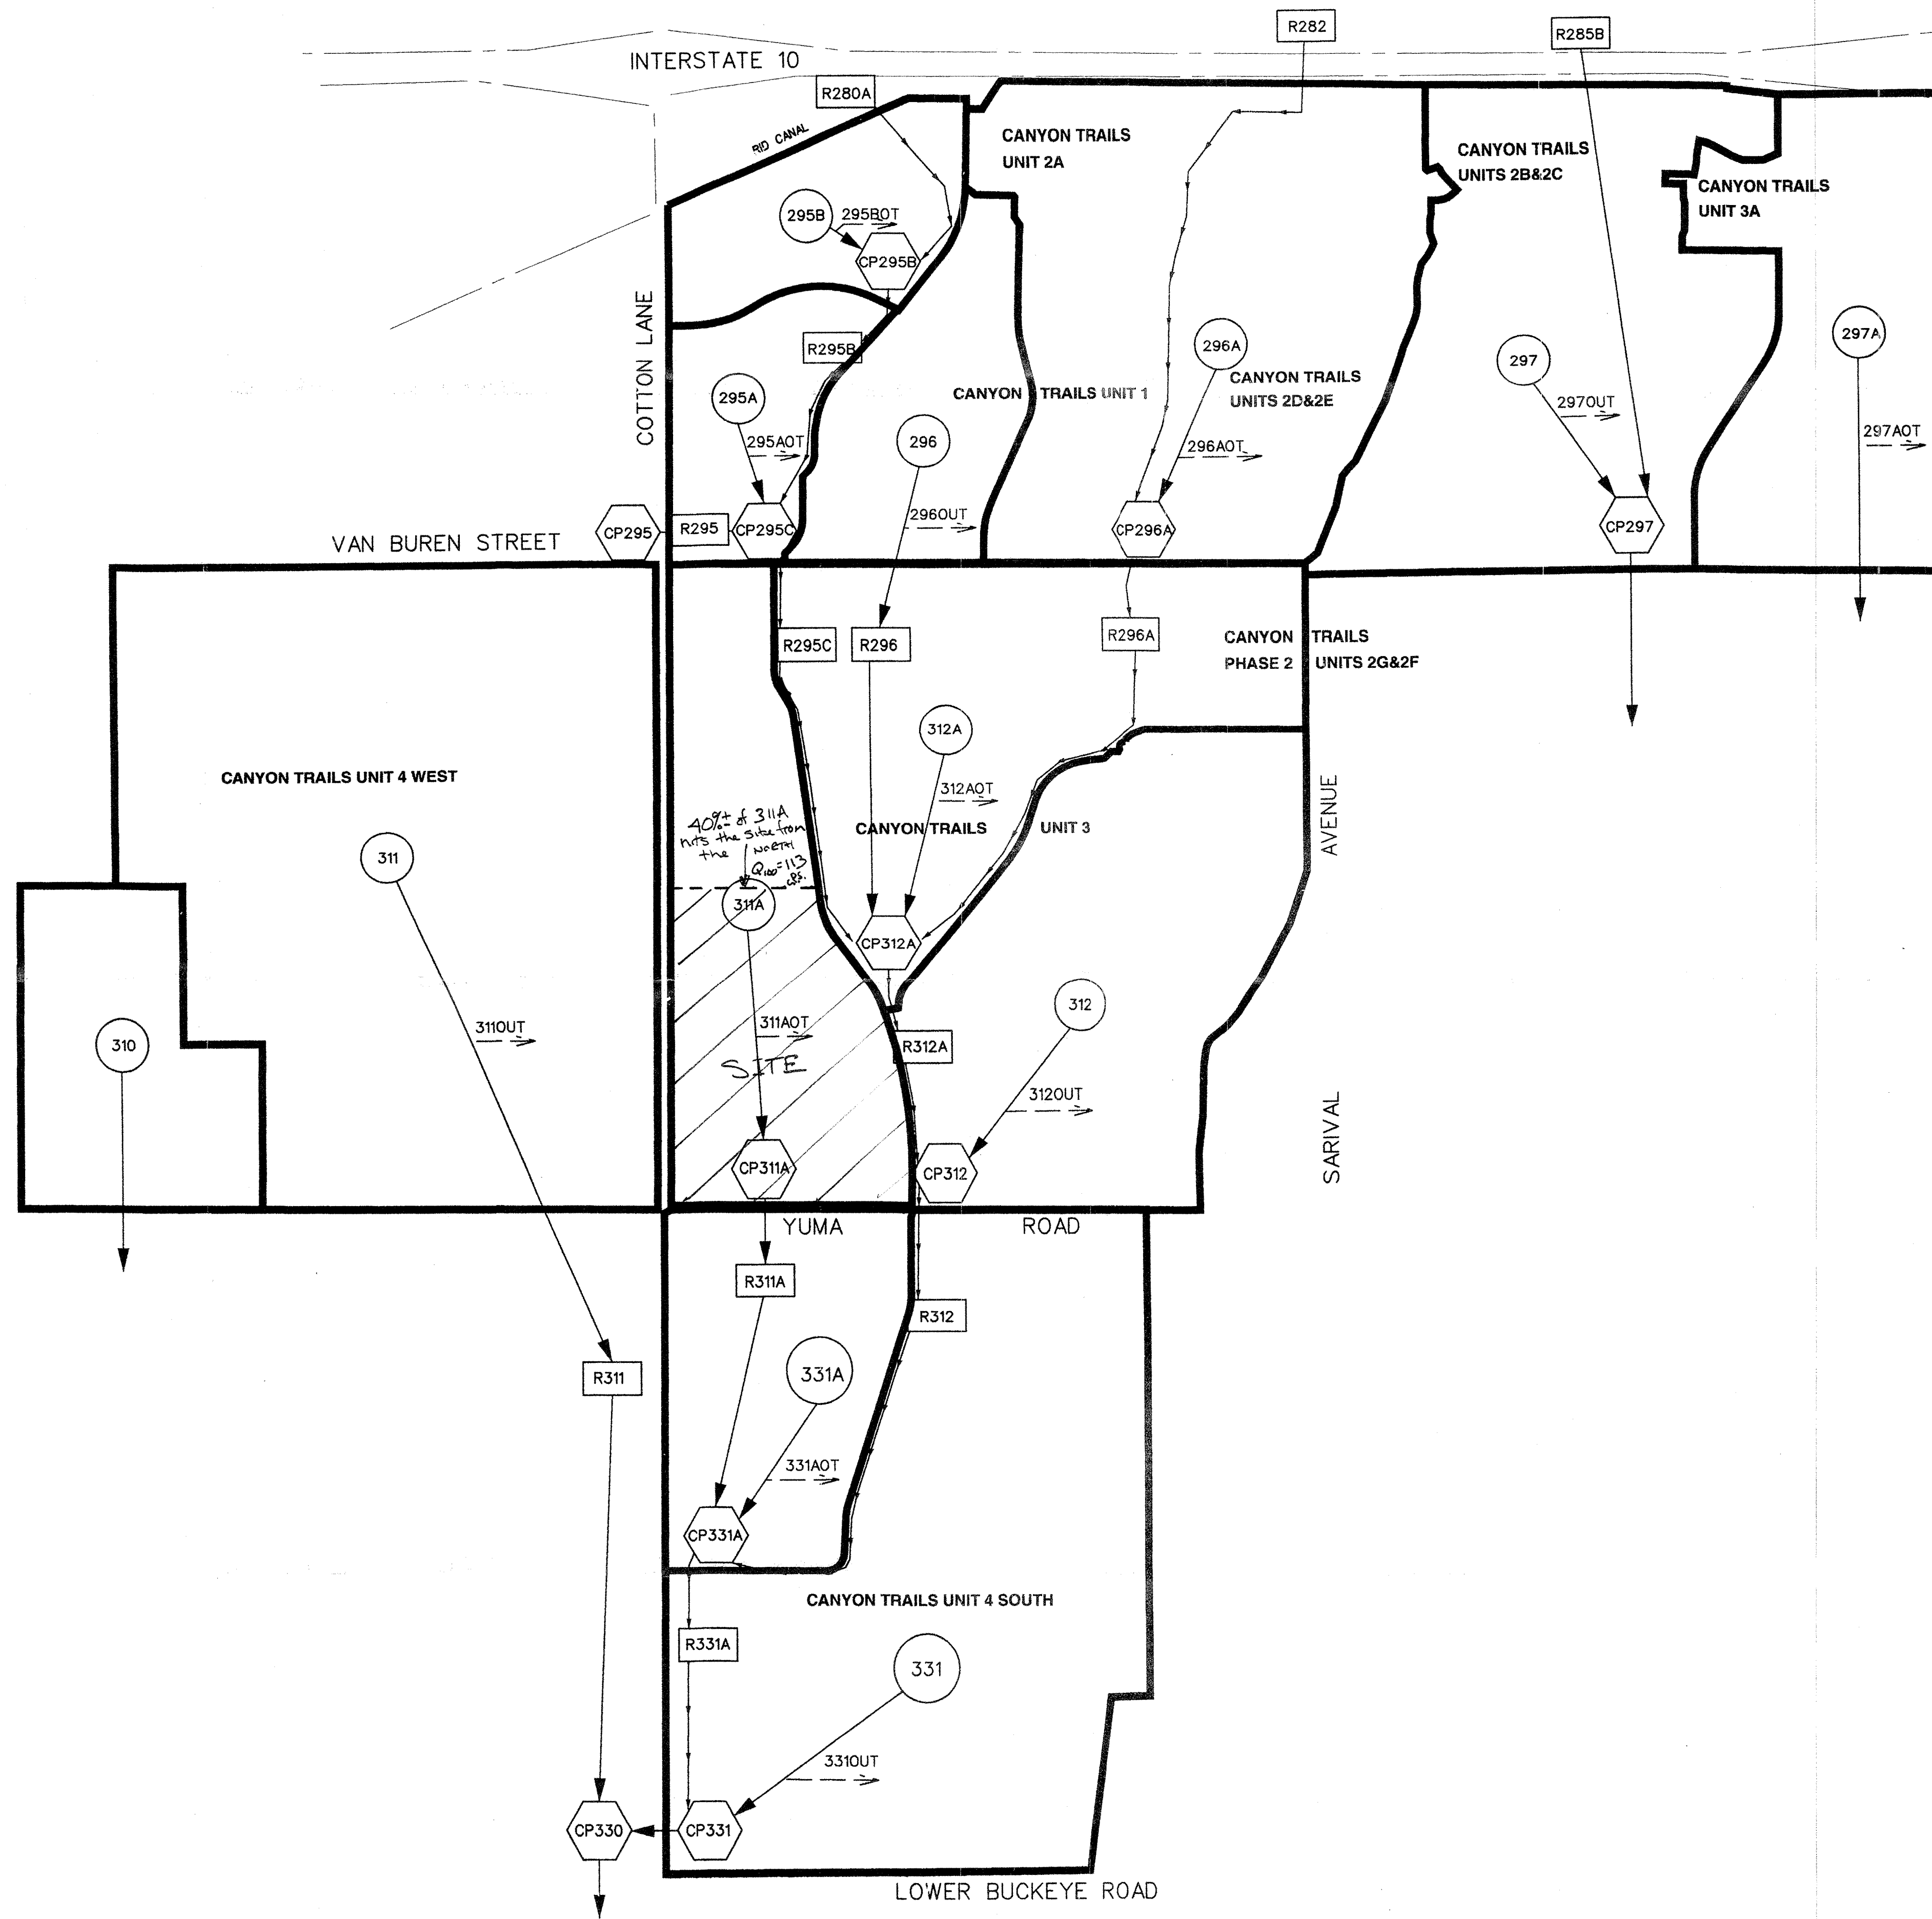 R282
R285B
INTERSTATE 10
R280A
RID CANAL
CANYON TRAILS
UNIT 2A
CANYON TRAILS
UNITS 2B&2C
CANYON TRAILS
UNIT 3A
295B
295BOT
CP295B
COTTON LANE
R295B
296A
297
297A
CANYON TRAILS
UNITS 2D&2E
CANYON TRAILS UNIT 1
295A
295AOT
296
297OUT
297AOT
296AOT
296OUT
CP295
R295
CP295C
CP296A
CP297
VAN BUREN STREET
R295C
R296
R296A
CANYON TRAILS
PHASE 2 UNITS 2G&2F
312A
CANYON TRAILS UNIT 4 WEST
312AOT
AVENUE
40%± of 311A
hits the site from
the NORTH
Q100=113
c.f.s.
CANYON TRAILS UNIT 3
311
311A
CP312A
312
310
311OUT
311AOT
R312A
SITE
312OUT
SARIVAL
CP311A
CP312
YUMA ROAD
R311A
R312
R311
331A
331AOT
CP331A
CANYON TRAILS UNIT 4 SOUTH
R331A
331
331OUT
CP330
CP331
LOWER BUCKEYE ROAD